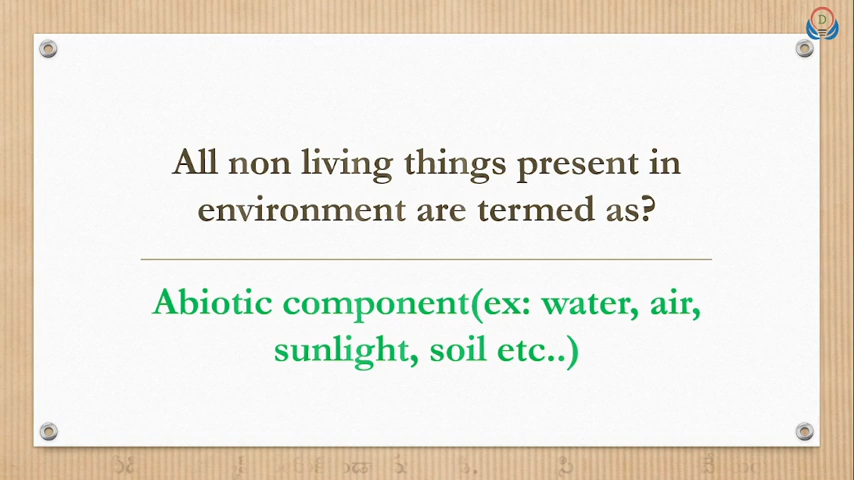 D
All non living things present in
environment are termed as?
Abiotic component(ex: water, air,
sunlight, soil etc..)